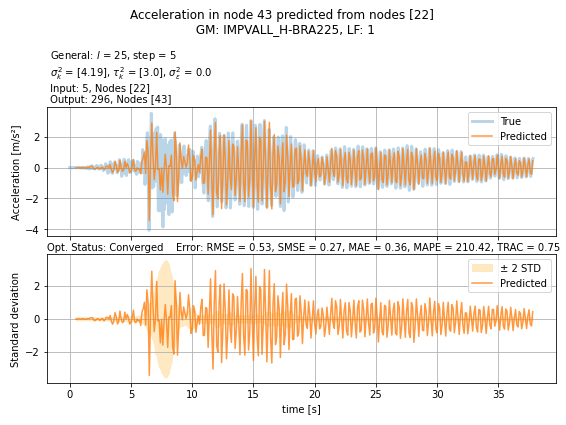 Acceleration in node 43 predicted from nodes [22]
GM: IMPVALL_H-BRA225, LF: 1
General: l = 25, step = 5
σ²ₖ = [4.19], τ²ₖ = [3.0], σ²ε = 0.0
Input: 5, Nodes [22]
Output: 296, Nodes [43]
Acceleration [m/s²]
2
0
−2
−4
True
Predicted
Opt. Status: Converged Error: RMSE = 0.53, SMSE = 0.27, MAE = 0.36, MAPE = 210.42, TRAC = 0.75
Standard deviation
2
0
−2
± 2 STD
Predicted
0 5 10 15 20 25 30 35
time [s]